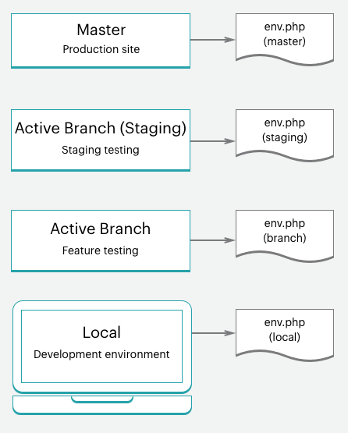 Master
Production site
env.php
(master)
Active Branch (Staging)
Staging testing
env.php
(staging)
Active Branch
Feature testing
env.php
(branch)
Local
Development environment
env.php
(local)